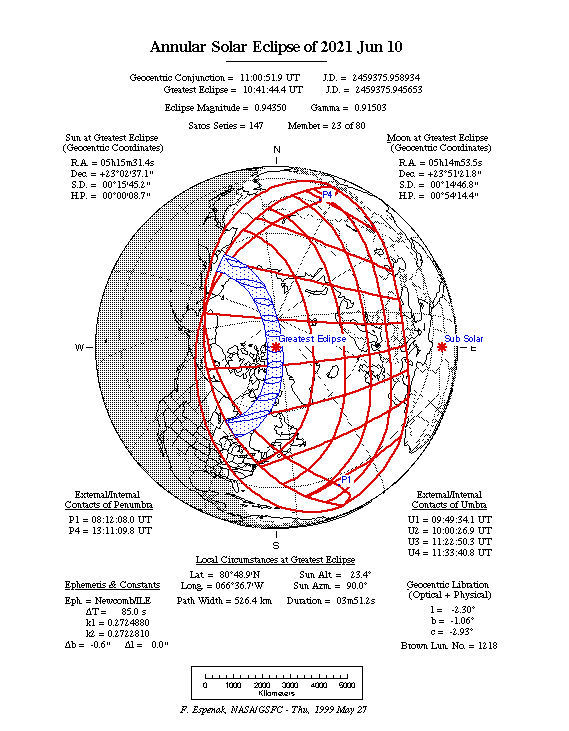 Annular Solar Eclipse of 2021 Jun 10
Geocentric Conjunction = 11:00:51.9 UT J.D. = 2459375.958934
Greatest Eclipse = 10:41:44.4 UT J.D. = 2459375.945653
Eclipse Magnitude = 0.94350 Gamma = 0.91503
Saros Series = 147 Member = 23 of 80
Sun at Greatest Eclipse
(Geocentric Coordinates)
R.A. = 05h15m31.4s
Dec. = +23°02'37.1"
S.D. = 00°15'45.2"
H.P. = 00°00'08.7"
Moon at Greatest Eclipse
(Geocentric Coordinates)
R.A. = 05h14m53.5s
Dec. = +23°51'21.8"
S.D. = 00°14'46.8"
H.P. = 00°54'14.4"
N
P4
W
Greatest Eclipse
Sub Solar
E
P1
S
External/Internal
Contacts of Penumbra
P1 = 08:12:08.0 UT
P4 = 13:11:09.8 UT
External/Internal
Contacts of Umbra
U1 = 09:49:34.1 UT
U2 = 10:00:26.9 UT
U3 = 11:22:50.3 UT
U4 = 11:33:40.8 UT
Local Circumstances at Greatest Eclipse
Lat = 80°48.9'N Sun Alt = 23.4°
Long. = 066°36.7'W Sun Azm. = 90.0°
Path Width = 526.4 km Duration = 03m51.2s
Ephemeris & Constants
Eph. = Newcomb/ILE
ΔT = 85.0 s
k1 = 0.2724880
k2 = 0.2722810
Δb = -0.6" Δl = 0.0"
Geocentric Libration
(Optical + Physical)
l = -2.30°
b = -1.06°
c = -2.93°
Brown Lun. No. = 1218
0 1000 2000 3000 4000 5000
Kilometers
F. Espenak, NASA/GSFC - Thu, 1999 May 27